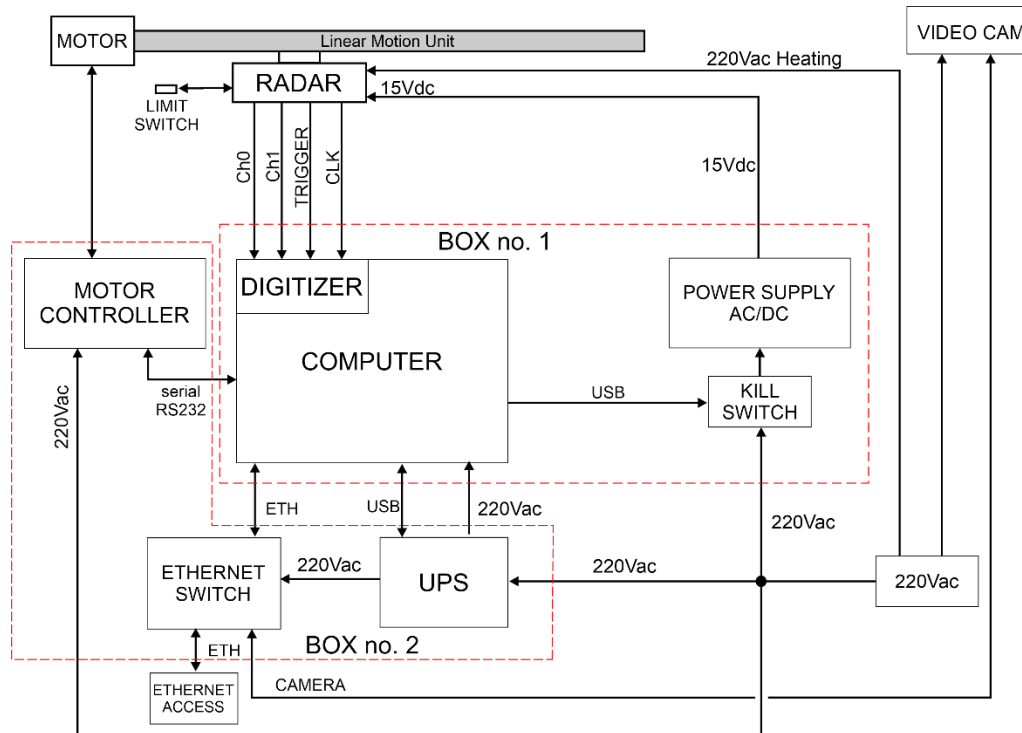 MOTOR
Linear Motion Unit
VIDEO CAM
220Vac Heating
RADAR
15Vdc
LIMIT
SWITCH
Ch0
Ch1
TRIGGER
CLK
15Vdc
BOX no. 1
MOTOR
CONTROLLER
DIGITIZER
POWER SUPPLY
AC/DC
COMPUTER
serial
RS232
USB
KILL
SWITCH
220Vac
ETH
USB
220Vac
220Vac
ETHERNET
SWITCH
220Vac
UPS
220Vac
220Vac
BOX no. 2
ETH
ETHERNET
ACCESS
CAMERA